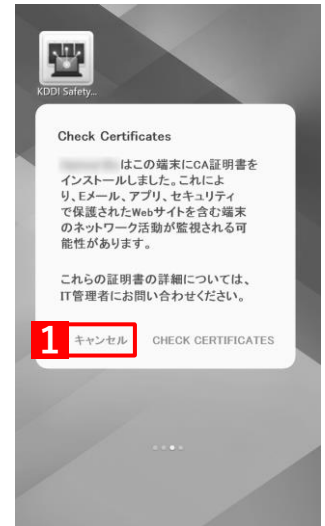 KDDI Safety...
Check Certificates
はこの端末にCA証明書を
インストールしました。これによ
り、Eメール、アプリ、セキュリティ
で保護されたWebサイトを含む端末
のネットワーク活動が監視される可
能性があります。
これらの証明書の詳細については、
IT管理者にお問い合わせください。
1 キャンセル CHECK CERTIFICATES